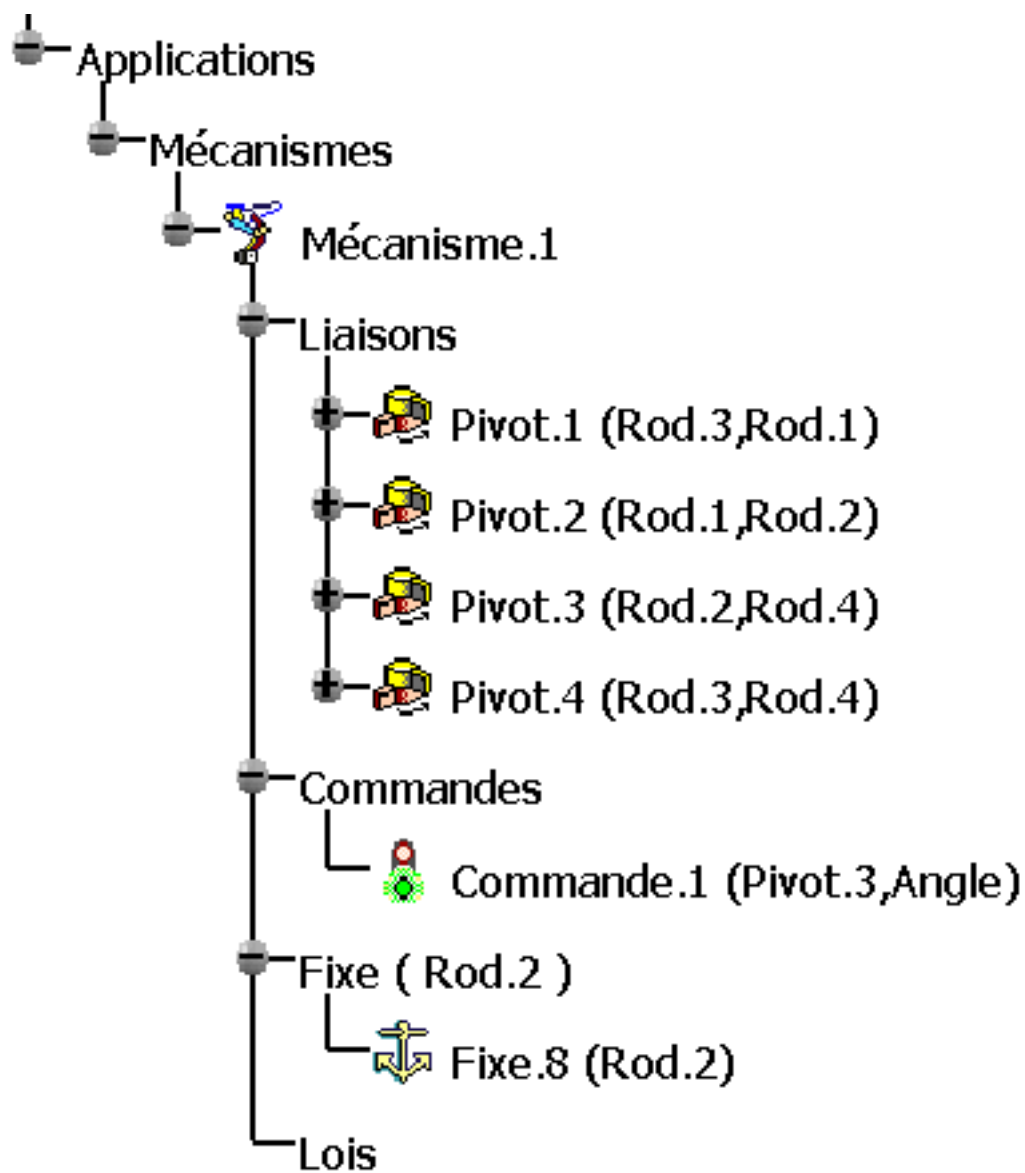 Applications
Mécanismes
Mécanisme.1
Liaisons
Pivot.1 (Rod.3,Rod.1)
Pivot.2 (Rod.1,Rod.2)
Pivot.3 (Rod.2,Rod.4)
Pivot.4 (Rod.3,Rod.4)
Commandes
Commande.1 (Pivot.3,Angle)
Fixe ( Rod.2 )
Fixe.8 (Rod.2)
Lois